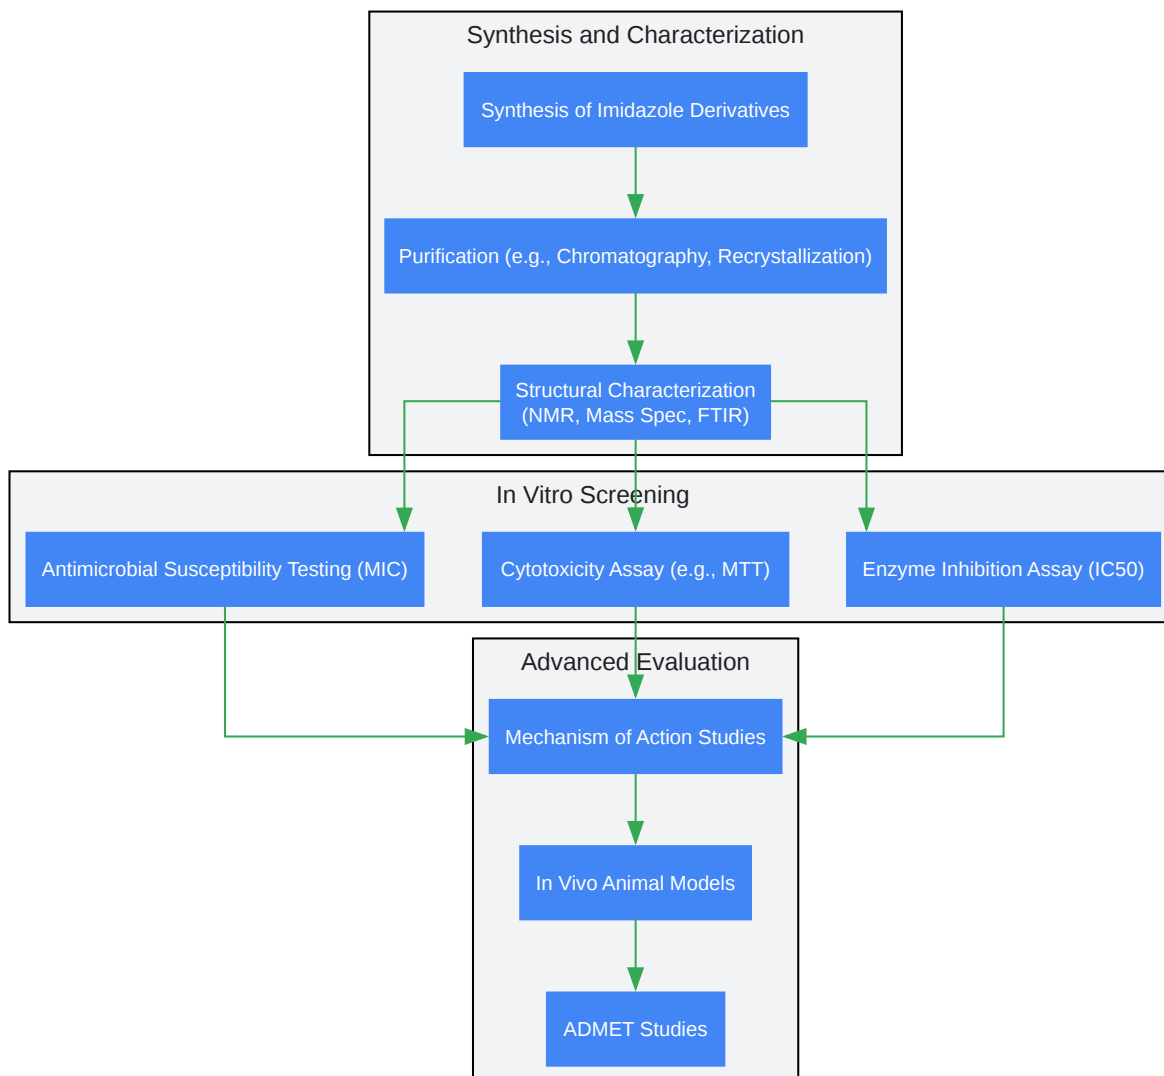 Synthesis and Characterization
Synthesis of Imidazole Derivatives
Purification (e.g., Chromatography, Recrystallization)
Structural Characterization
(NMR, Mass Spec, FTIR)
In Vitro Screening
Antimicrobial Susceptibility Testing (MIC)
Cytotoxicity Assay (e.g., MTT)
Enzyme Inhibition Assay (IC50)
Advanced Evaluation
Mechanism of Action Studies
In Vivo Animal Models
ADMET Studies